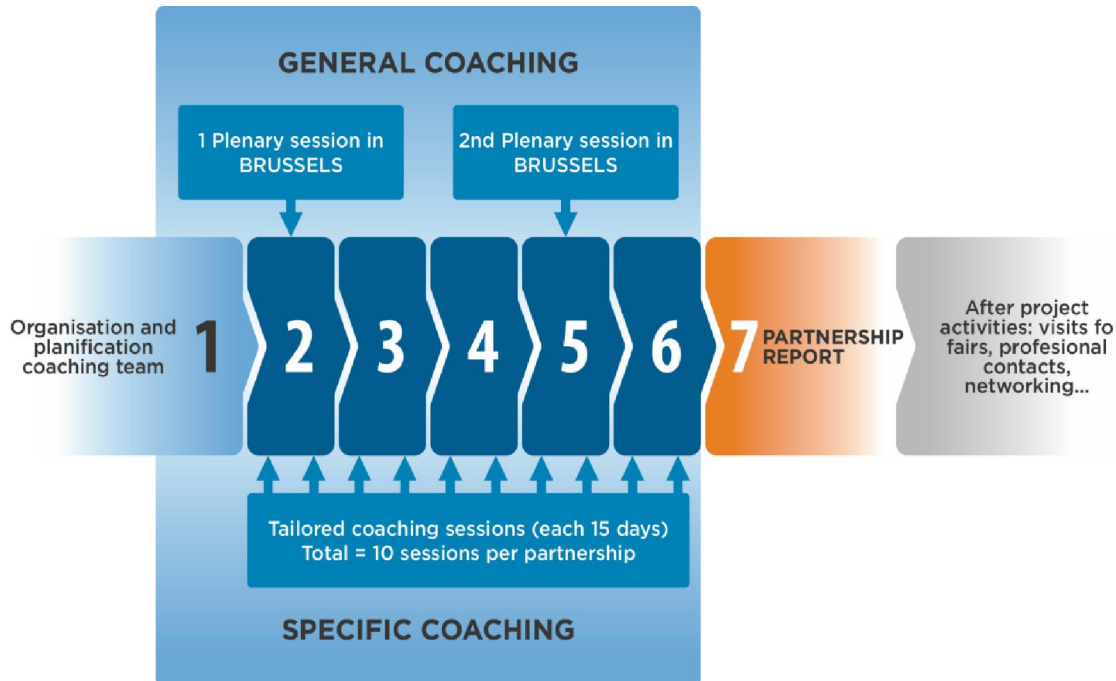 GENERAL COACHING
1 Plenary session in
BRUSSELS
2nd Plenary session in
BRUSSELS
Organisation and
planification
coaching team
1
2
3
4
5
6
7
PARTNERSHIP
REPORT
After project
activities: visits fo
fairs, profesional
contacts,
networking...
Tailored coaching sessions (each 15 days)
Total = 10 sessions per partnership
SPECIFIC COACHING